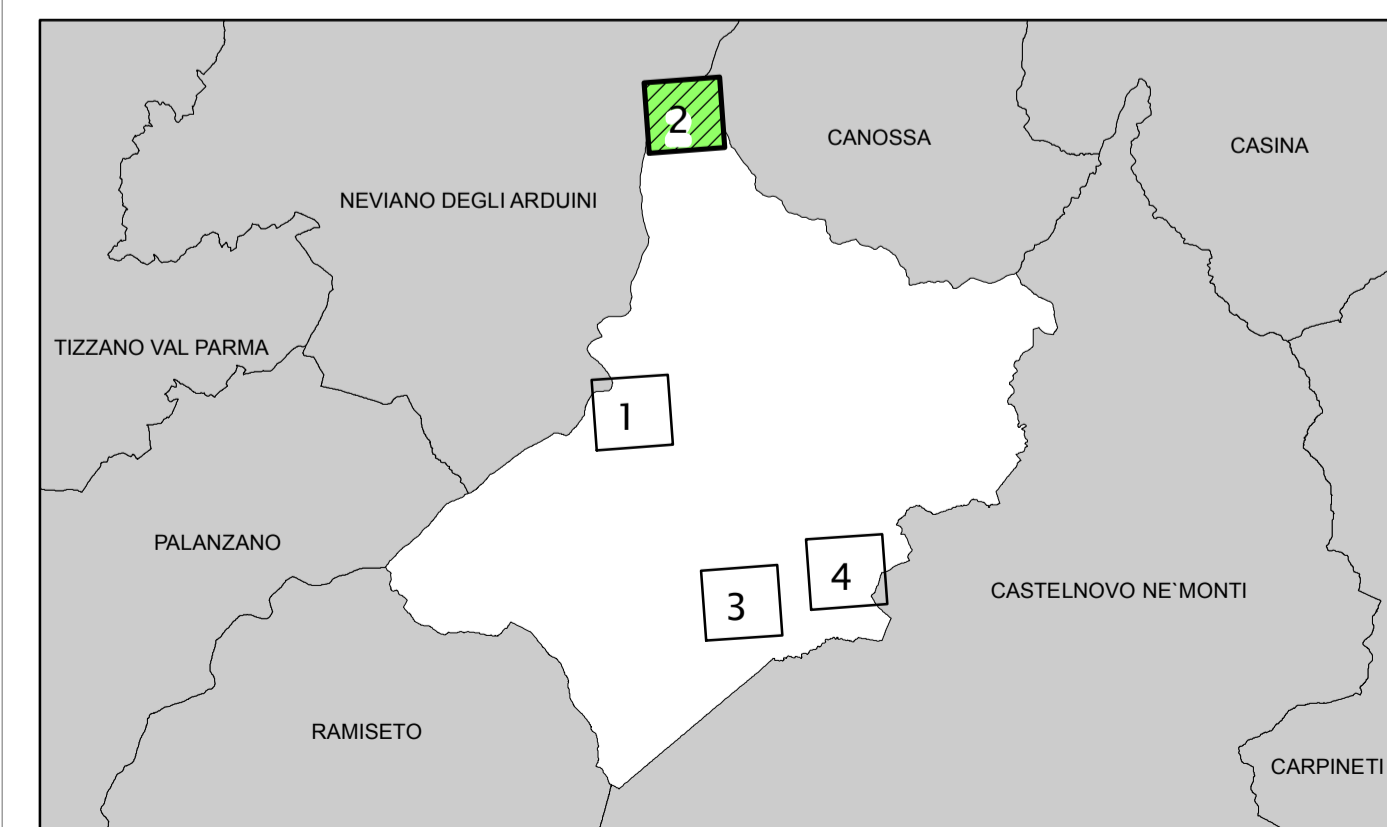 2
CANOSSA
CASINA
NEVIANO DEGLI ARDUINI
TIZZANO VAL PARMA
1
PALANZANO
3
4
CASTELNOVO NE`MONTI
RAMISETO
CARPINETI